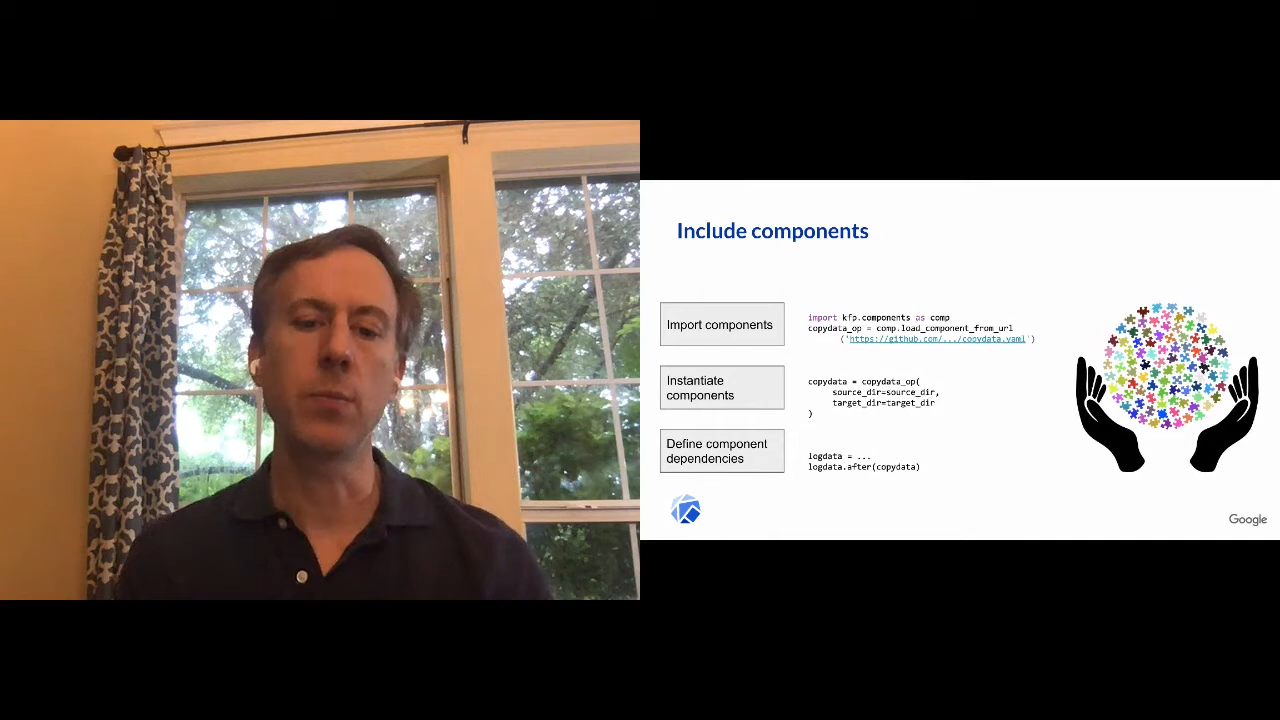 Include components
Import components
import kfp.components as comp
copydata_op = comp.load_component_from_url
('https://github.com/.../copydata.yaml')
Instantiate
components
copydata = copydata_op(
source_dir=source_dir,
target_dir=target_dir
)
Define component
dependencies
logdata = ...
logdata.after(copydata)
Google